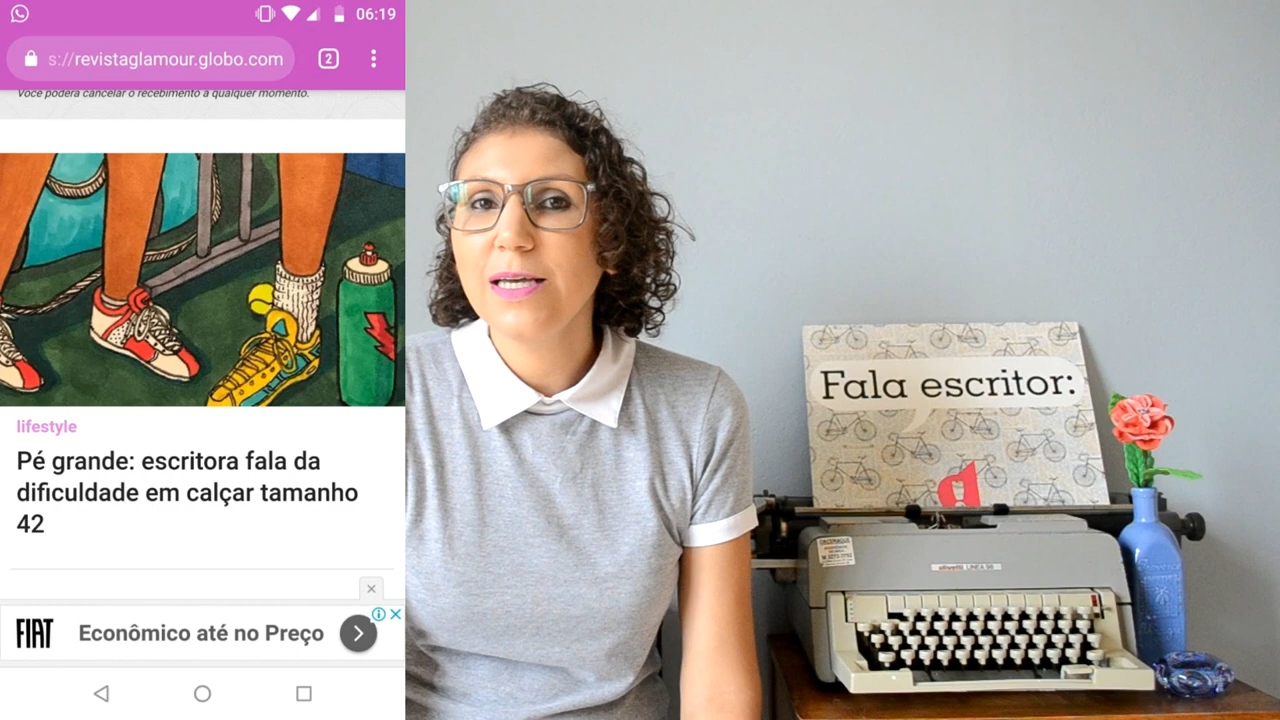 06:19
s://revistaglamour.globo.com
2
Você poderá cancelar o recebimento a qualquer momento.
lifestyle
Pé grande: escritora fala da
dificuldade em calçar tamanho
42
FIAT
Econômico até no Preço
Fala escritor:
olivetti LINEA 98